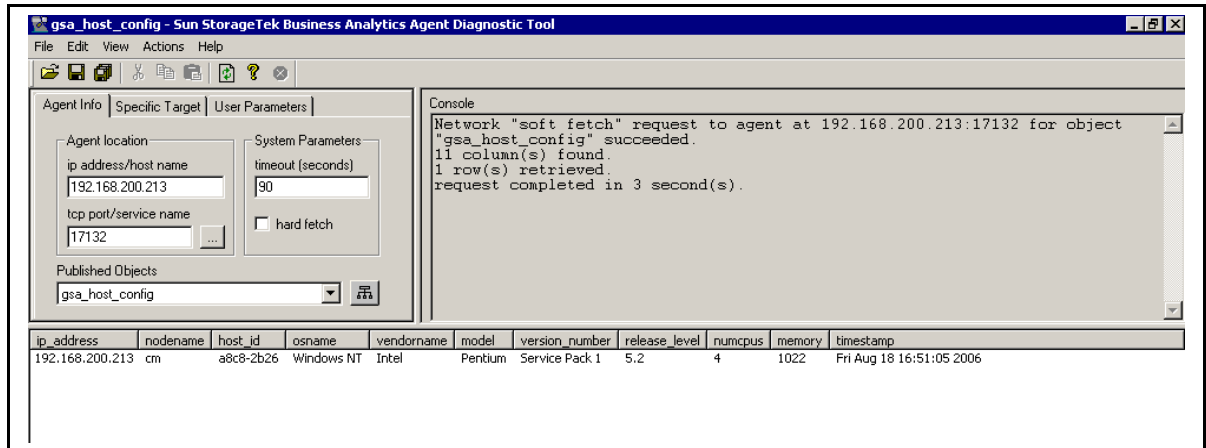 gsa_host_config - Sun StorageTek Business Analytics Agent Diagnostic Tool
File Edit View Actions Help
Agent Info Specific Target User Parameters
Agent location
ip address/host name
192.168.200.213
tcp port/service name
17132 ...
System Parameters
timeout (seconds)
90
hard fetch
Published Objects
gsa_host_config
Console
Network "soft fetch" request to agent at 192.168.200.213:17132 for object
"gsa_host_config" succeeded.
11 column(s) found.
1 row(s) retrieved.
request completed in 3 second(s).
ip_address nodename host_id osname vendorname model version_number release_level numcpus memory timestamp
192.168.200.213 cm a8c8-2b26 Windows NT Intel Pentium Service Pack 1 5.2 4 1022 Fri Aug 18 16:51:05 2006